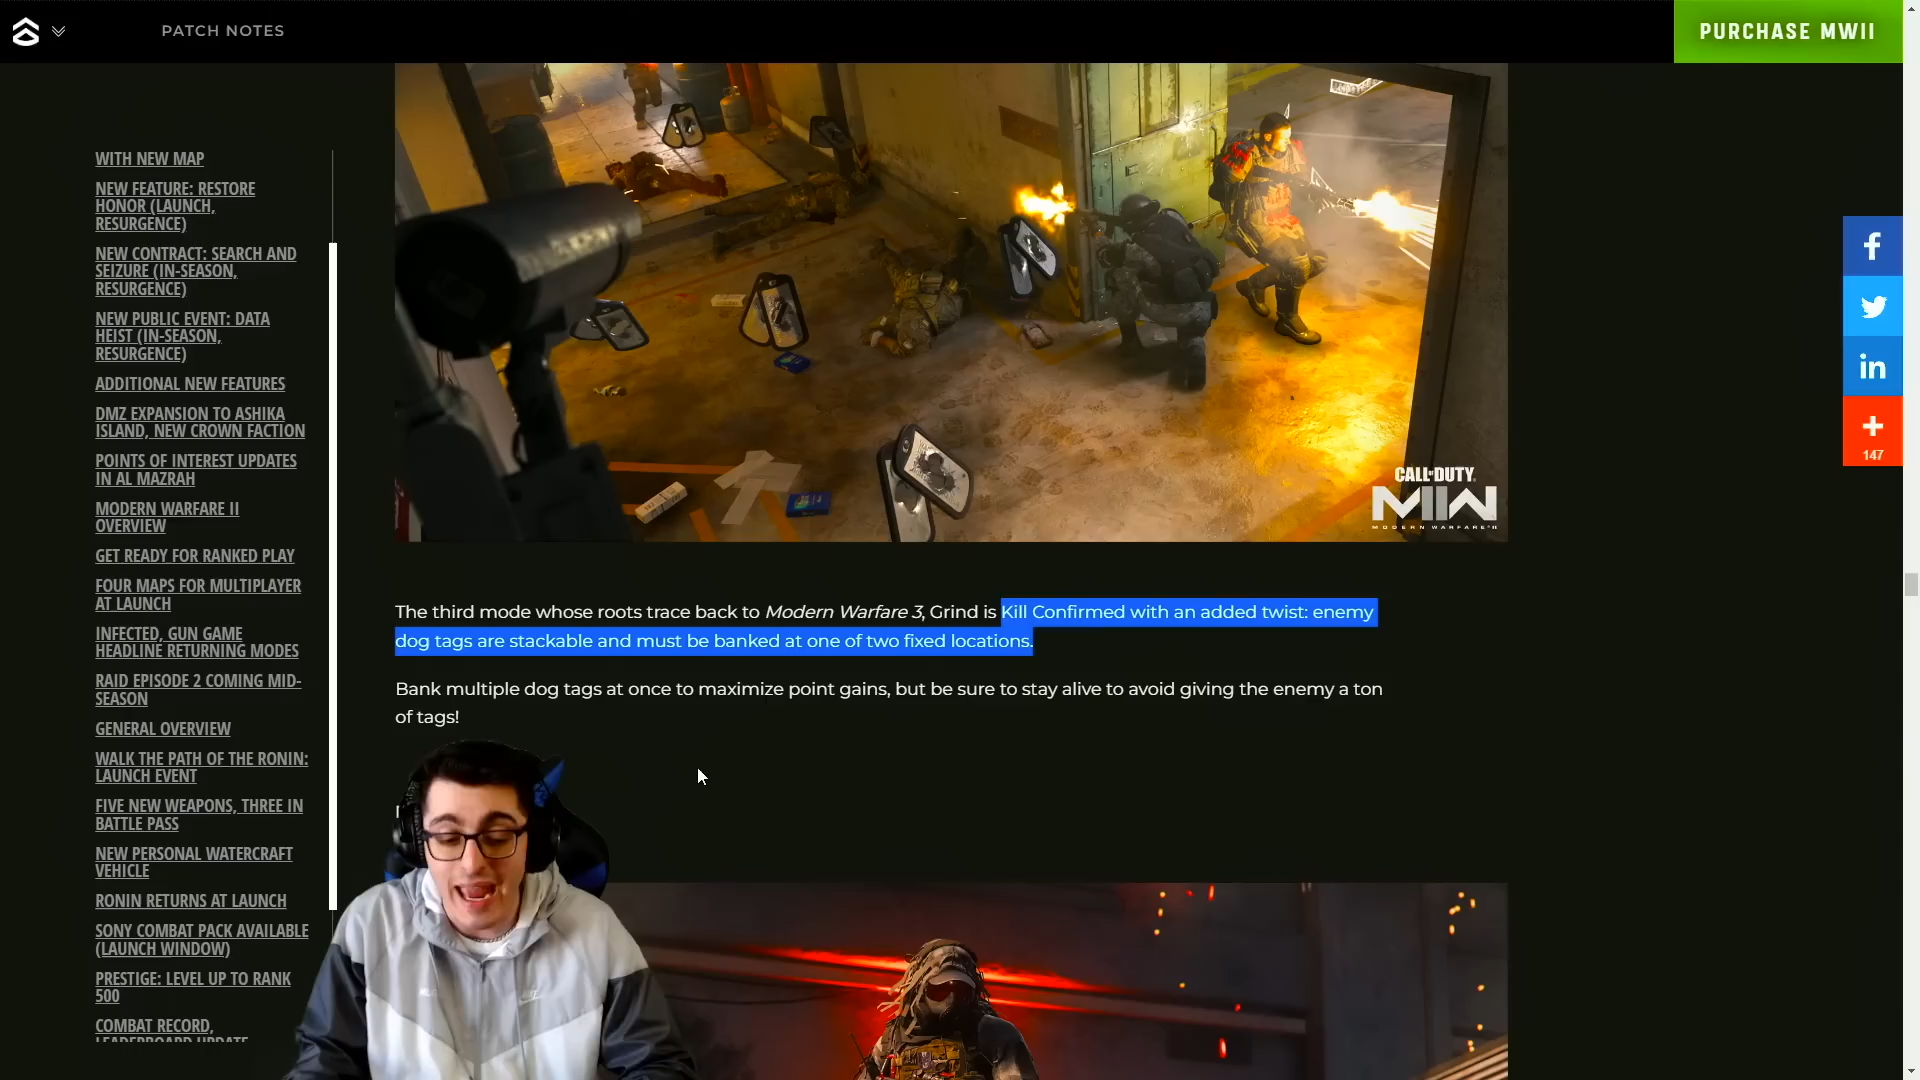 PATCH NOTES
PURCHASE MWII
WITH NEW MAP
NEW FEATURE: RESTORE
HONOR (LAUNCH,
RESURGENCE)
NEW CONTRACT: SEARCH AND
SEIZURE (IN-SEASON,
RESURGENCE)
NEW PUBLIC EVENT: DATA
HEIST (IN-SEASON,
RESURGENCE)
ADDITIONAL NEW FEATURES
DMZ EXPANSION TO ASHIKA
ISLAND, NEW CROWN FACTION
POINTS OF INTEREST UPDATES
IN AL MAZRAH
MODERN WARFARE II
OVERVIEW
GET READY FOR RANKED PLAY
FOUR MAPS FOR MULTIPLAYER
AT LAUNCH
INFECTED, GUN GAME
HEADLINE RETURNING MODES
RAID EPISODE 2 COMING MID-
SEASON
GENERAL OVERVIEW
WALK THE PATH OF THE RONIN:
LAUNCH EVENT
FIVE NEW WEAPONS, THREE IN
BATTLE PASS
NEW PERSONAL WATERCRAFT
VEHICLE
RONIN RETURNS AT LAUNCH
SONY COMBAT PACK AVAILABLE
(LAUNCH WINDOW)
PRESTIGE: LEVEL UP TO RANK
500
COMBAT RECORD,
LEADERBOARD UPDATE
CALL OF DUTY
MWII
MODERN WARFARE II
The third mode whose roots trace back to Modern Warfare 3, Grind is Kill Confirmed with an added twist: enemy
dog tags are stackable and must be banked at one of two fixed locations.
Bank multiple dog tags at once to maximize point gains, but be sure to stay alive to avoid giving the enemy a ton
of tags!
147